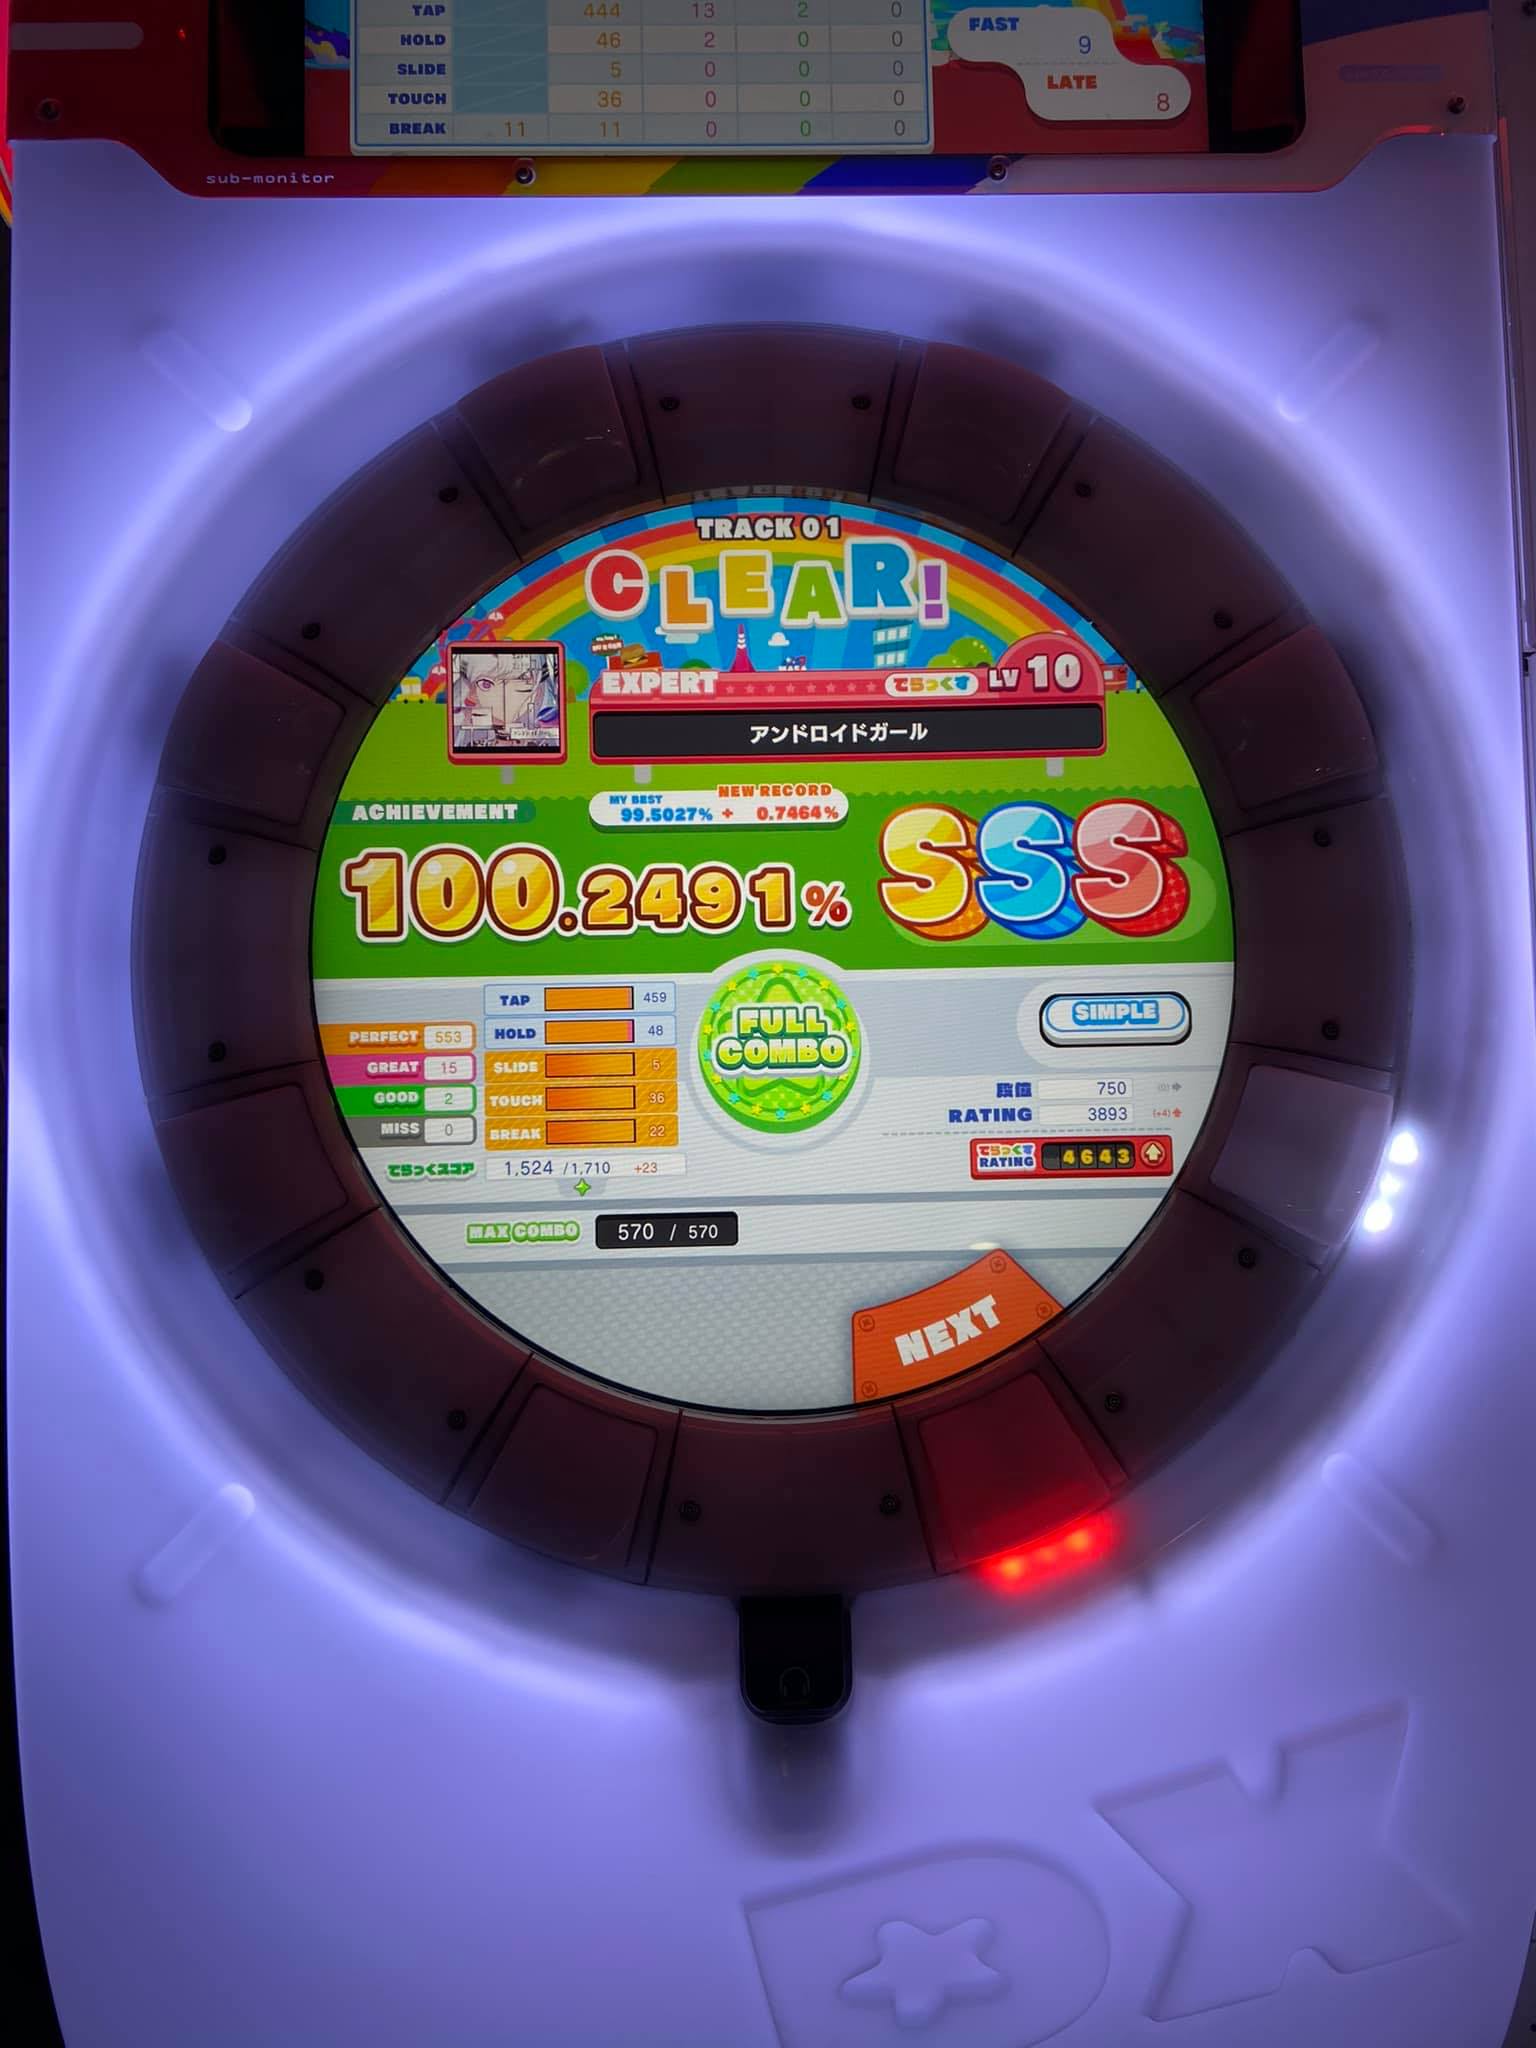 TAP 444 13 2 0
HOLD 46 2 0 0
SLIDE 5 0 0 0
TOUCH 36 0 0 0
BREAK 11 11 0 0 0
FAST
9
LATE
8
sub-monitor
TRACK 01
CLEAR!
EXPERT でらっくす LV 10
アンドロイドガール
ACHIEVEMENT
MY BEST NEW RECORD
99.5027% + 0.7464%
100.2491% SSS
TAP 459
HOLD 48
SLIDE 5
TOUCH 36
BREAK 22
PERFECT 553
GREAT 15
GOOD 2
MISS 0
でらっくスコア 1,524 / 1,710 +23
FULL
COMBO
SIMPLE
段位 750 (0)
RATING 3893 (+4)
でらっくす
RATING 4643
MAX COMBO 570 / 570
NEXT
DX